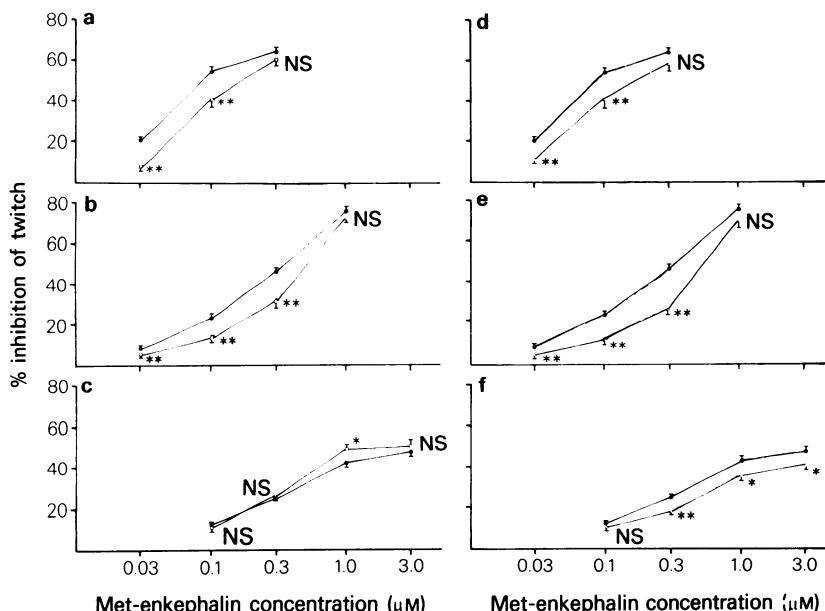 a
80
60
40
20
NS
**
**
d
NS
**
**
b
80
60
40
20
NS
**
**
**
e
NS
**
**
**
c
80
60
40
20
NS
NS
*
NS
0.03 0.1 0.3 1.0 3.0
Met-enkephalin concentration (μM)
f
NS
**
*
*
0.03 0.1 0.3 1.0 3.0
Met-enkephalin concentration (μM)
% inhibition of twitch